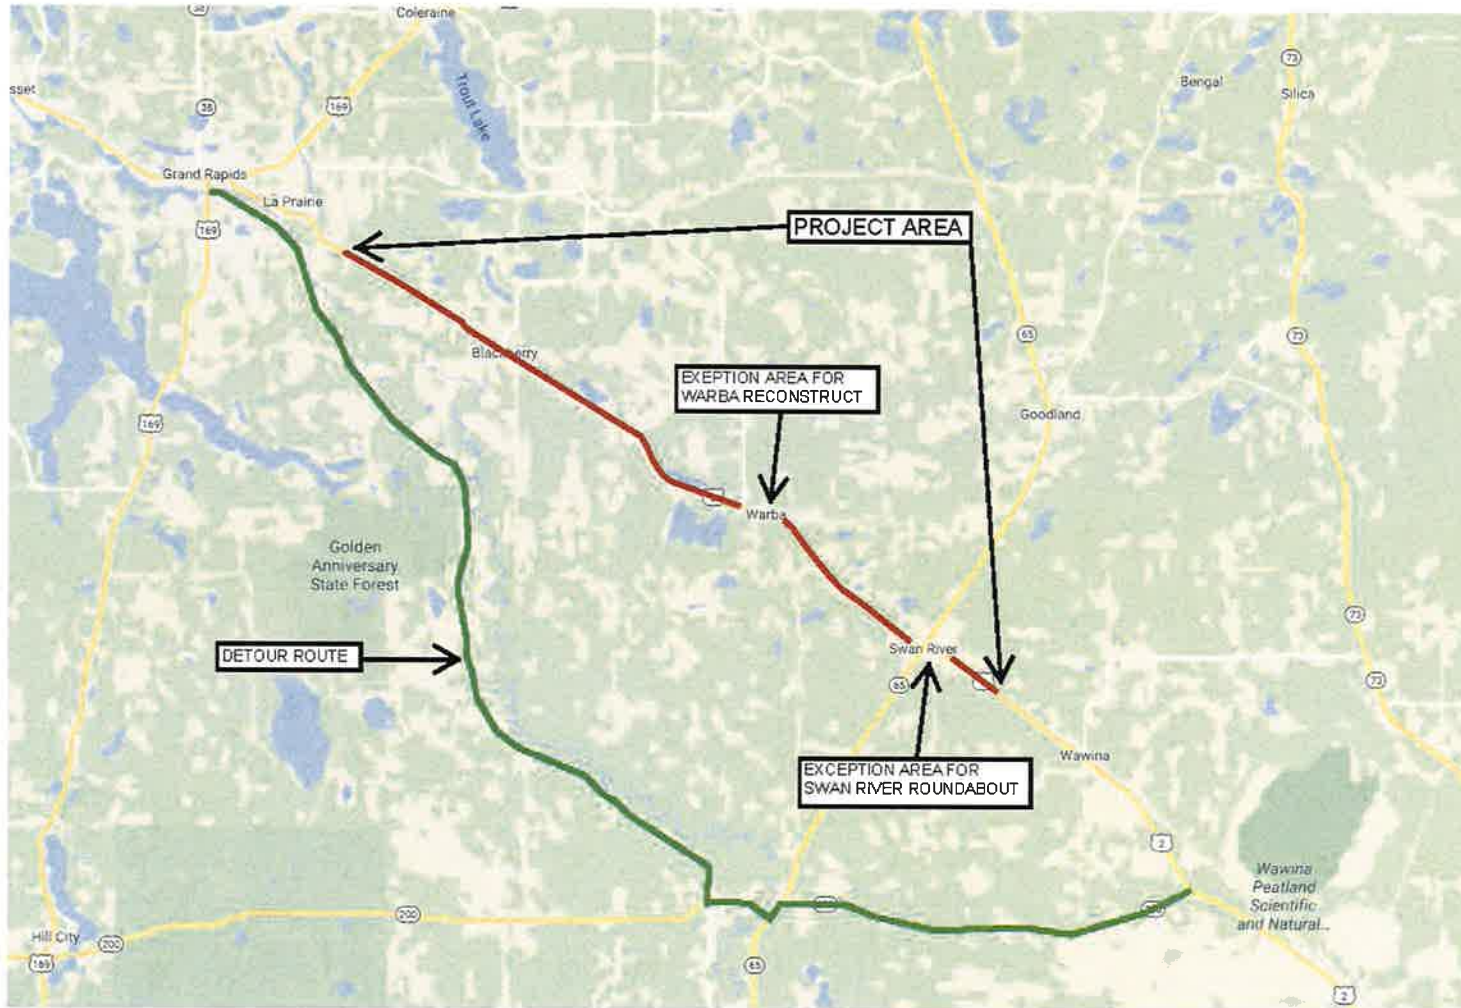 38
Coleraine
73
sset
38
169
Trout Lake
Bengal
Silica
Grand Rapids
La Prairie
169
PROJECT AREA
65
73
Blackberry
EXEPTION AREA FOR
WARBA RECONSTRUCT
Goodland
169
Warba
Golden
Anniversary
State Forest
73
DETOUR ROUTE
Swan River
65
73
EXCEPTION AREA FOR
SWAN RIVER ROUNDABOUT
Wawina
2
Wawina
Peatland
Scientific
and Natural...
200
200
Hill City
200
169
65
2